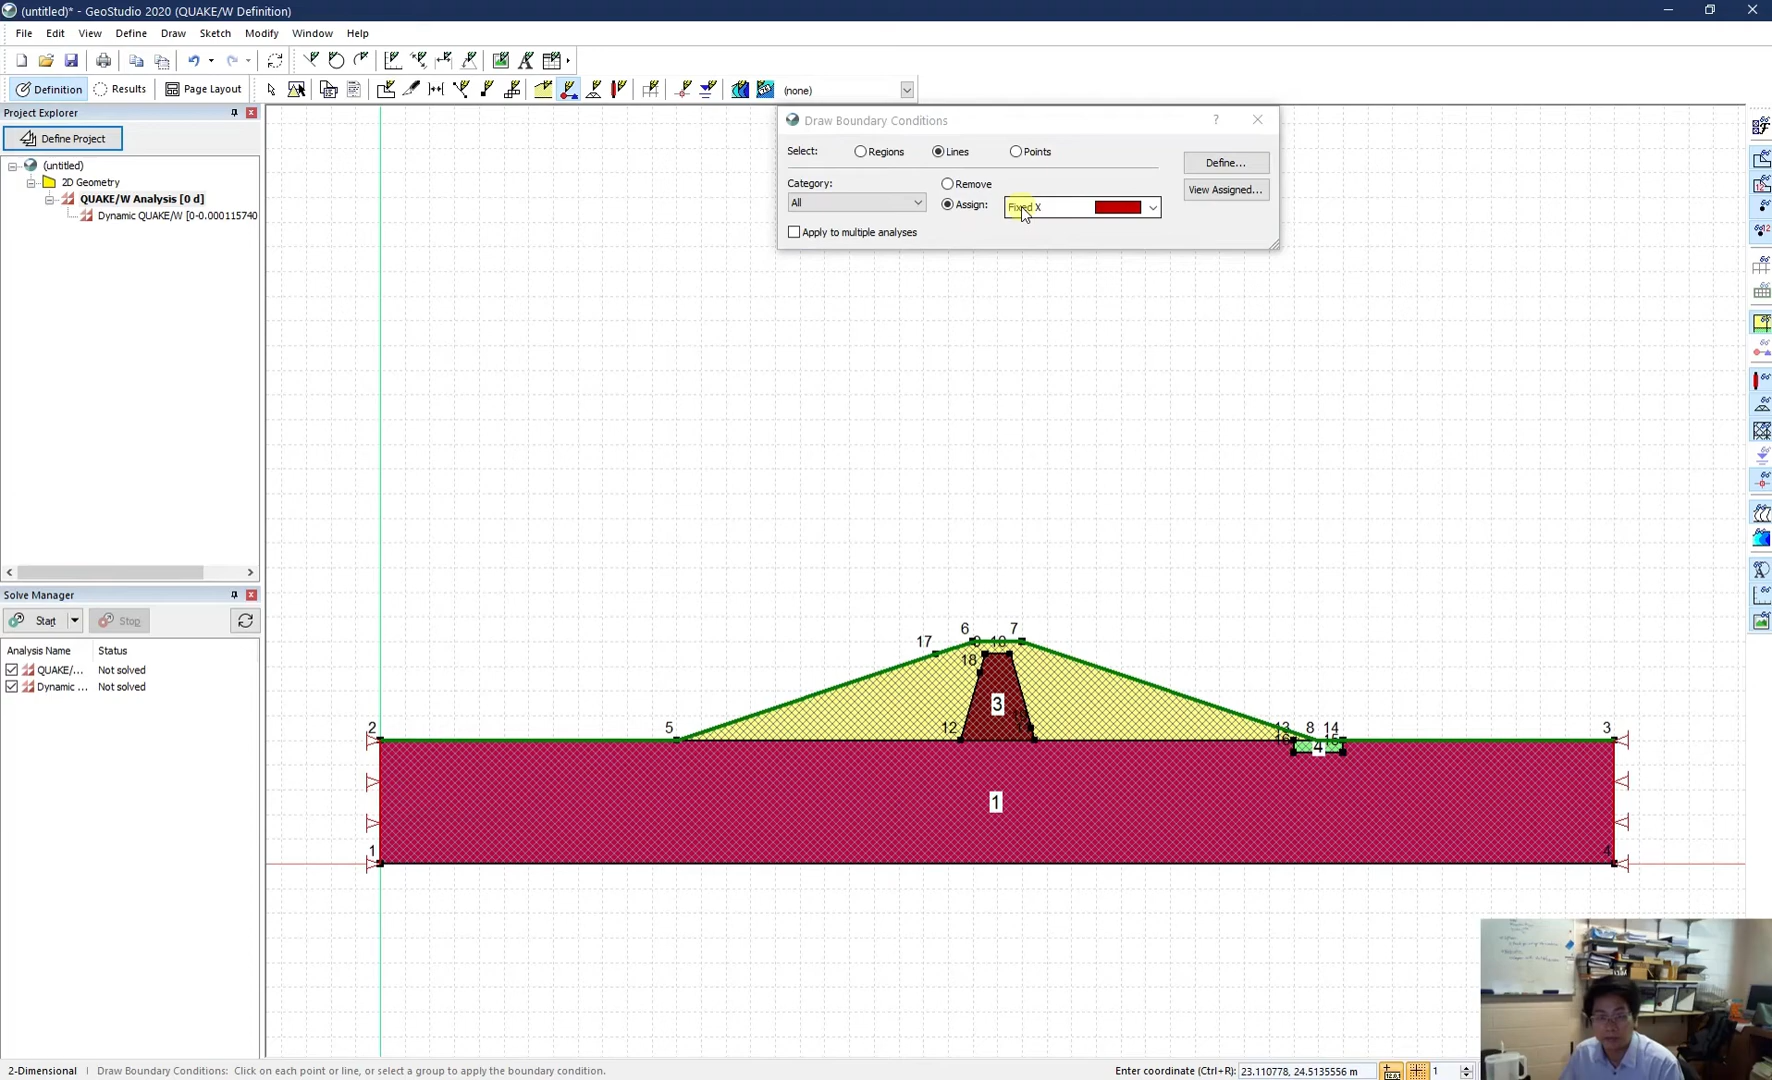 (untitled)* - GeoStudio 2020 (QUAKE/W Definition)
File Edit View Define Draw Sketch Modify Window Help
Definition Results Page Layout (none)
Project Explorer
Define Project
(untitled)
2D Geometry
QUAKE/W Analysis [0 d]
Dynamic QUAKE/W [0-0.000115740
Draw Boundary Conditions ?
Select: Regions Lines Points
Define...
Category: Remove
All Assign: Fixed X
View Assigned...
Apply to multiple analyses
Solve Manager
Start Stop
Analysis Name Status
QUAKE/... Not solved
Dynamic ... Not solved
6 7
17
18
3
2 5 12 13 8 14 3
4
1
1 4
2-Dimensional Draw Boundary Conditions: Click on each point or line, or select a group to apply the boundary condition. Enter coordinate (Ctrl+R): 23.110778, 24.5135556 m 1